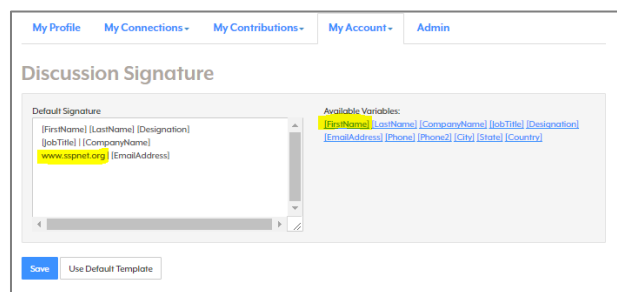 My Profile My Connections My Contributions My Account Admin
Discussion Signature
Default Signature
[FirstName] [LastName] [Designation]
[JobTitle] | [CompanyName]
www.sspnet.org | [EmailAddress]
Available Variables:
[FirstName] [LastName] [CompanyName] [JobTitle] [Designation]
[EmailAddress] [Phone] [Phone2] [City] [State] [Country]
Save Use Default Template